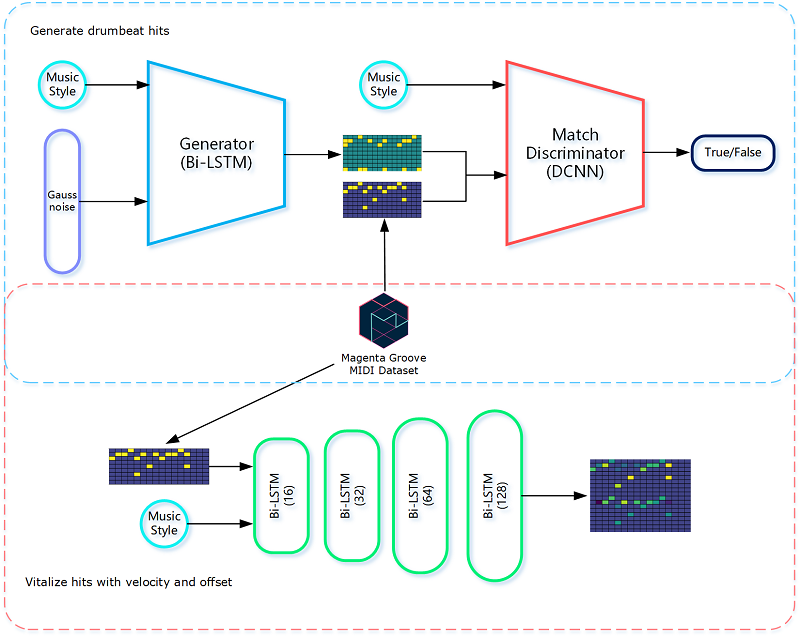 Generate drumbeat hits
Music
Style
Music
Style
Generator
(Bi-LSTM)
Match
Discriminator
(DCNN)
True/False
Gauss
noise
Magenta Groove
MIDI Dataset
Bi-LSTM
(16)
Bi-LSTM
(32)
Bi-LSTM
(64)
Bi-LSTM
(128)
Music
Style
Vitalize hits with velocity and offset